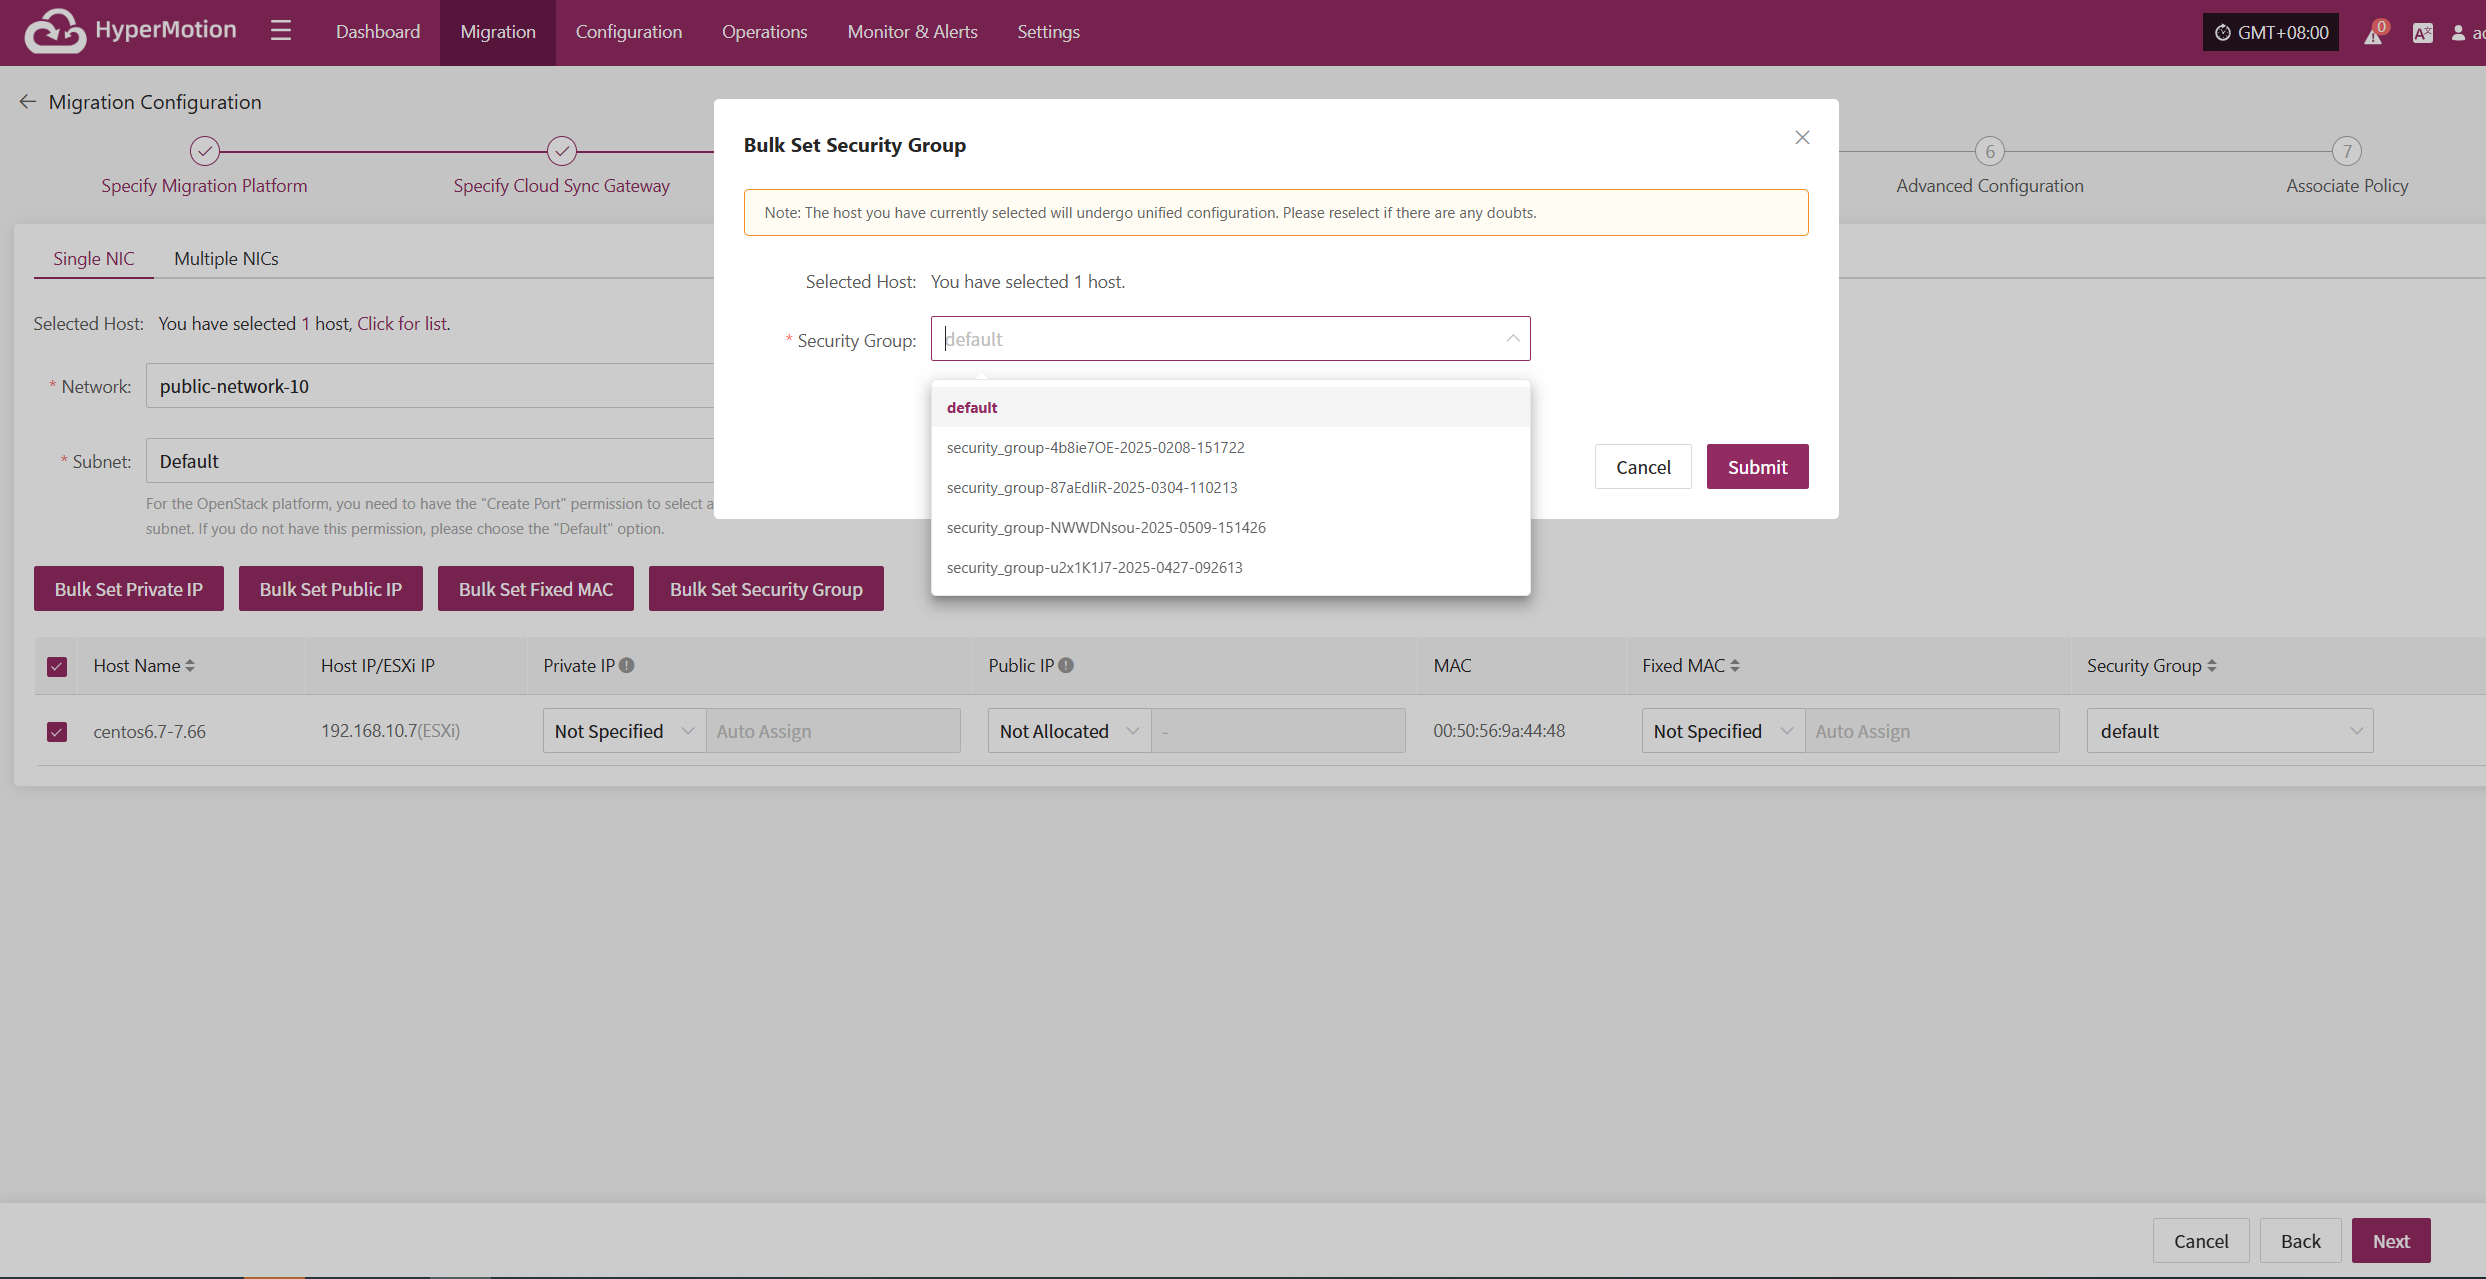 HyperMotion
Dashboard
Migration
Configuration
Operations
Monitor & Alerts
Settings
GMT+08:00
0
Migration Configuration
Specify Migration Platform
Specify Cloud Sync Gateway
6
Advanced Configuration
7
Associate Policy
Bulk Set Security Group
Note: The host you have currently selected will undergo unified configuration. Please reselect if there are any doubts.
Selected Host: You have selected 1 host.
* Security Group: default
default
security_group-4b8ie7OE-2025-0208-151722
security_group-87aEdIiR-2025-0304-110213
security_group-NWWDNsou-2025-0509-151426
security_group-u2x1K1J7-2025-0427-092613
Cancel
Submit
Single NIC
Multiple NICs
Selected Host: You have selected 1 host, Click for list.
* Network: public-network-10
* Subnet: Default
For the OpenStack platform, you need to have the "Create Port" permission to select a
subnet. If you do not have this permission, please choose the "Default" option.
Bulk Set Private IP
Bulk Set Public IP
Bulk Set Fixed MAC
Bulk Set Security Group
Host Name
Host IP/ESXi IP
Private IP
Public IP
MAC
Fixed MAC
Security Group
centos6.7-7.66
192.168.10.7(ESXi)
Not Specified
Auto Assign
Not Allocated
-
00:50:56:9a:44:48
Not Specified
Auto Assign
default
Cancel
Back
Next